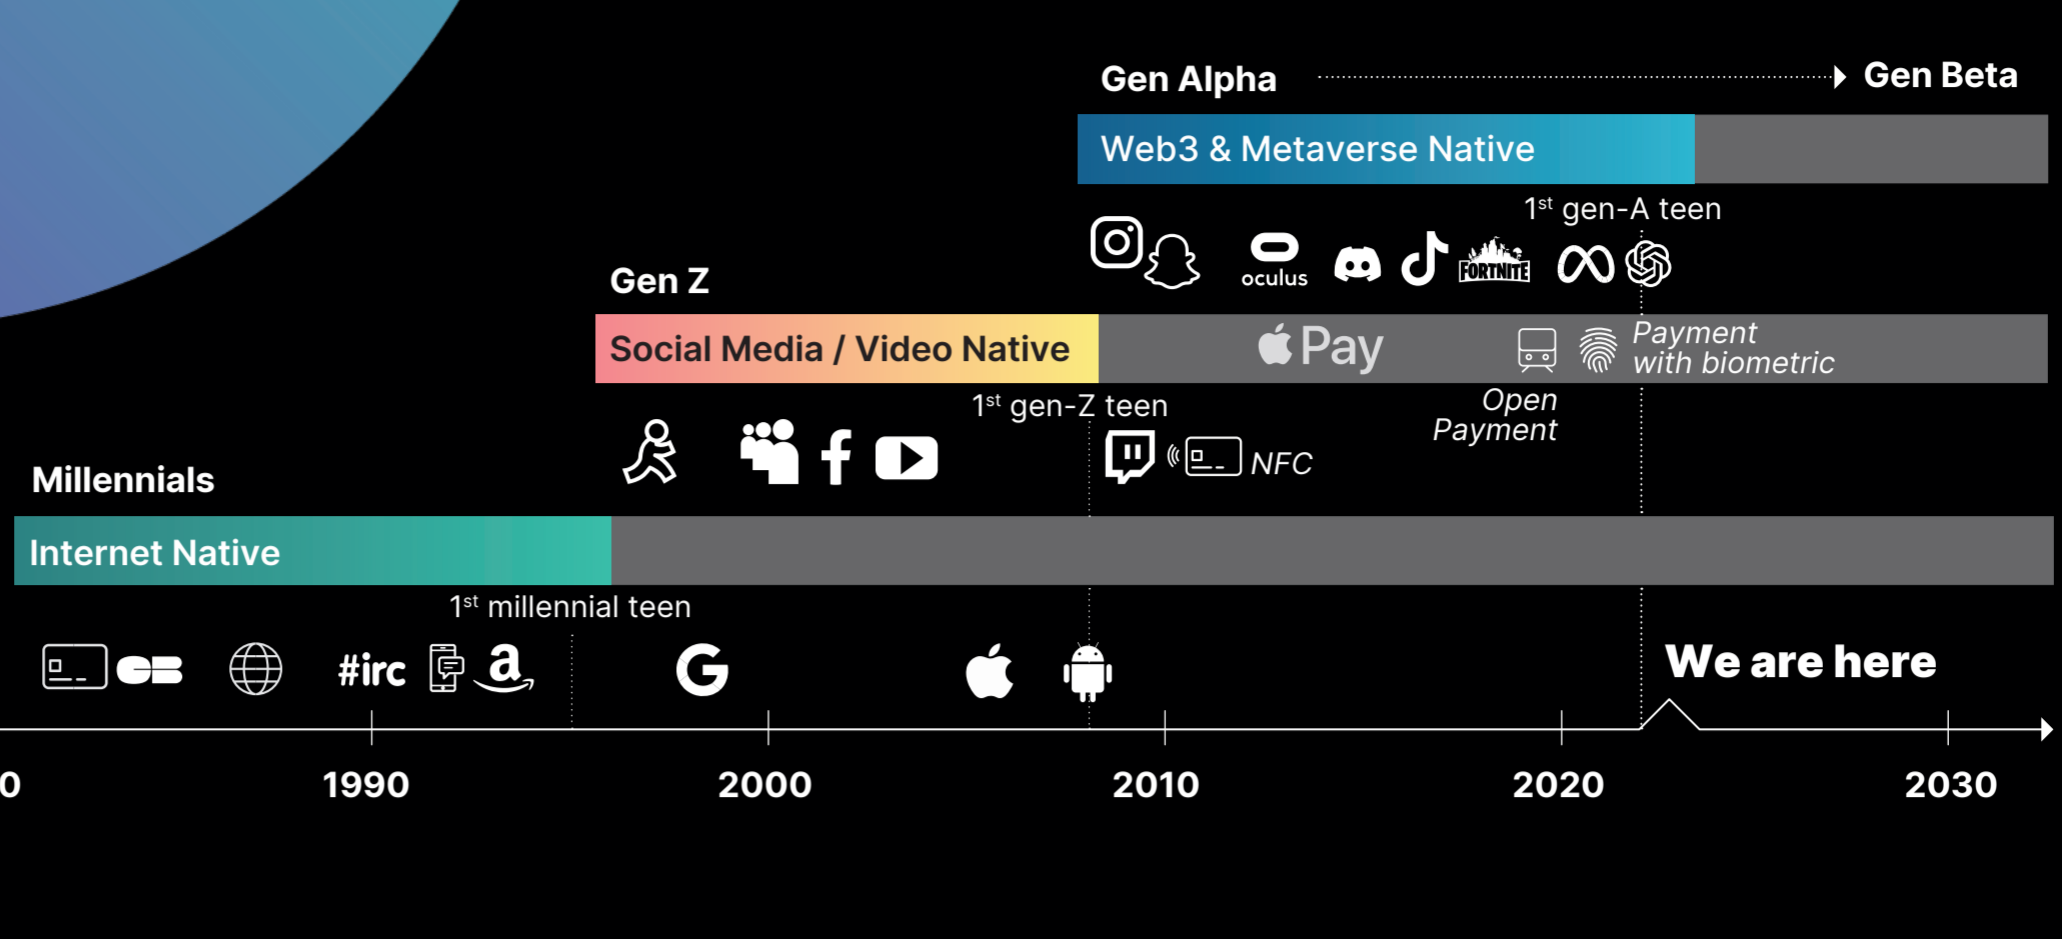 Gen Alpha
Gen Beta
Web3 & Metaverse Native
1st gen-A teen
oculus
FORTNITE
Gen Z
Social Media / Video Native
Pay
Payment
with biometric
1st gen-Z teen
Open
Payment
NFC
Millennials
Internet Native
1st millennial teen
CB
#irc
a
G
f
We are here
0
1990
2000
2010
2020
2030